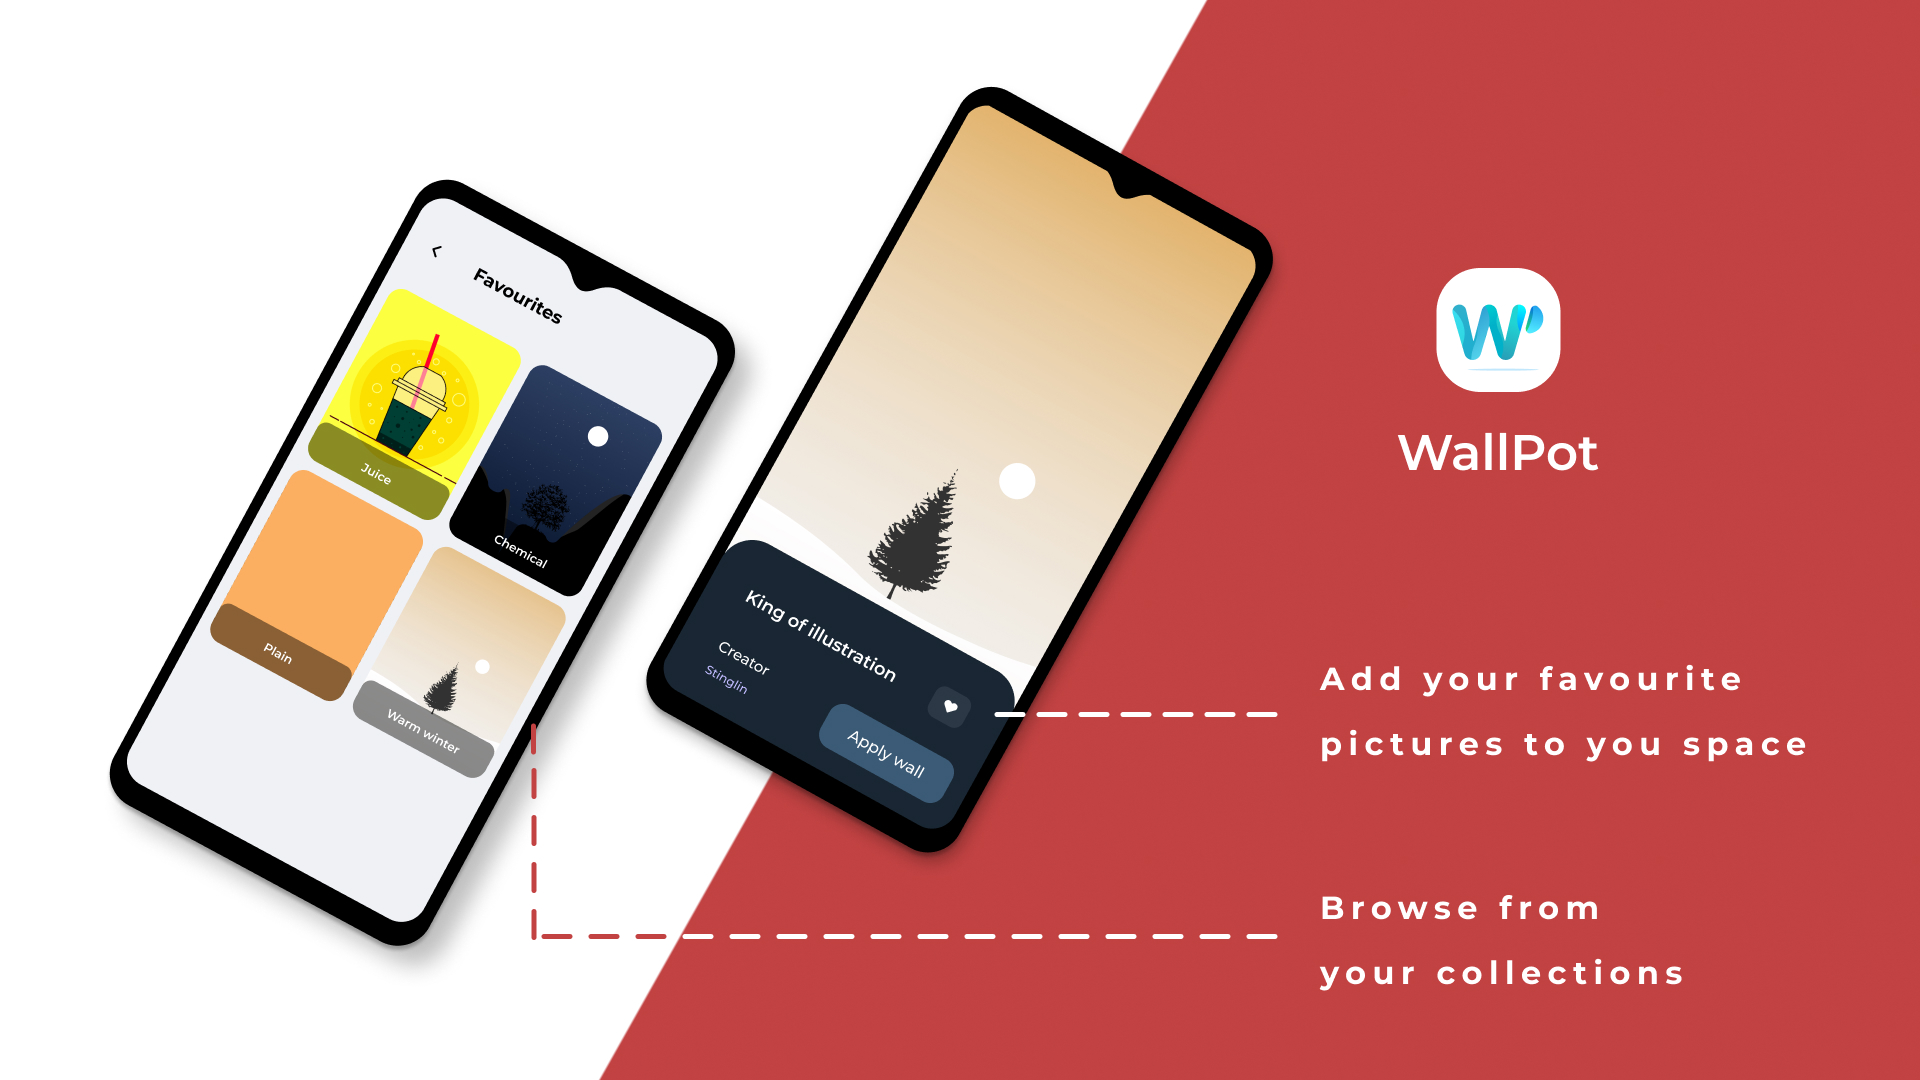 Favourites
Juice
Chemical
Plain
Warm winter
King of illustration
Creator
Stinglin
Apply wall
W
WallPot
Add your favourite
pictures to you space
Browse from
your collections